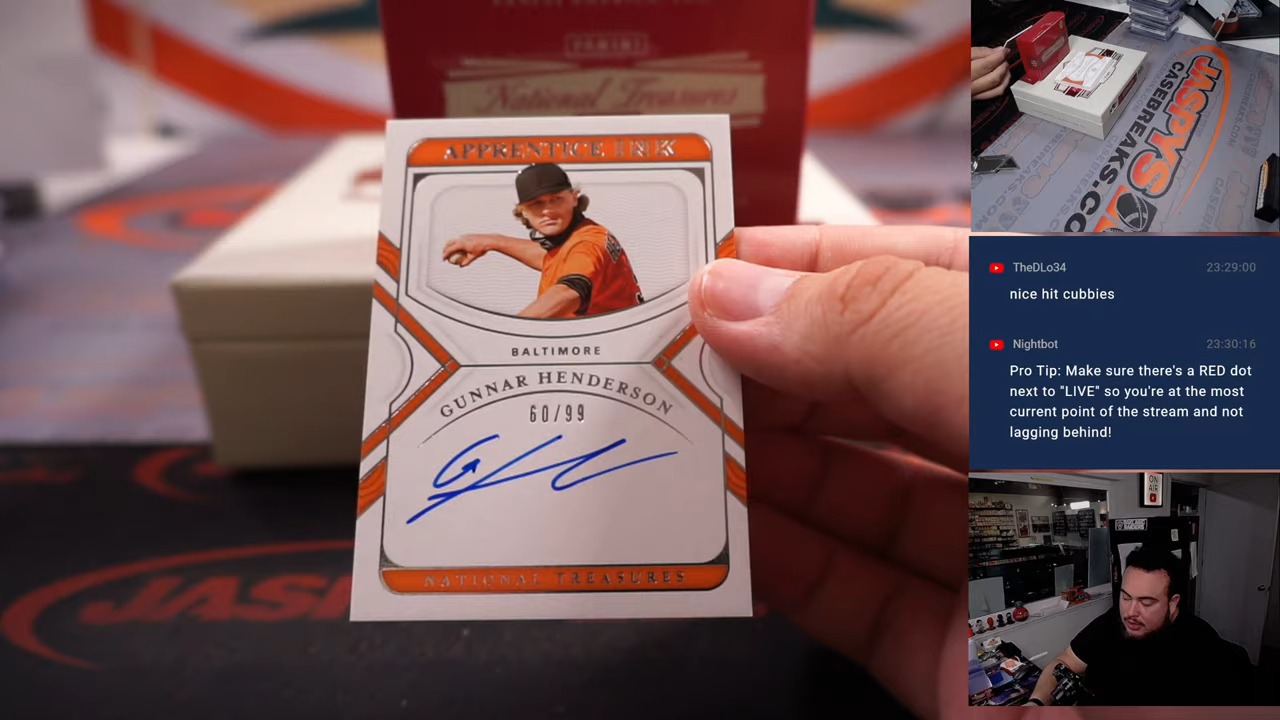 PANINI
National Treasures
APPRENTICE INK
BALTIMORE
GUNNAR HENDERSON
60/99
NATIONAL TREASURES
JASPYS
CASEBREAKS.COM
TheDLo34 23:29:00
nice hit cubbies
Nightbot 23:30:16
Pro Tip: Make sure there's a RED dot
next to "LIVE" so you're at the most
current point of the stream and not
lagging behind!
ON
AIR